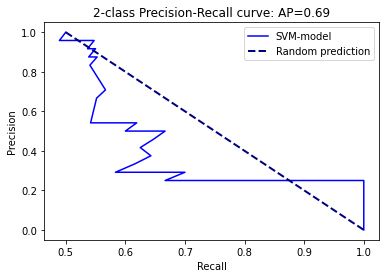 2-class Precision-Recall curve: AP=0.69
SVM-model
Random prediction
Precision
1.0
0.8
0.6
0.4
0.2
0.0
0.5 0.6 0.7 0.8 0.9 1.0
Recall